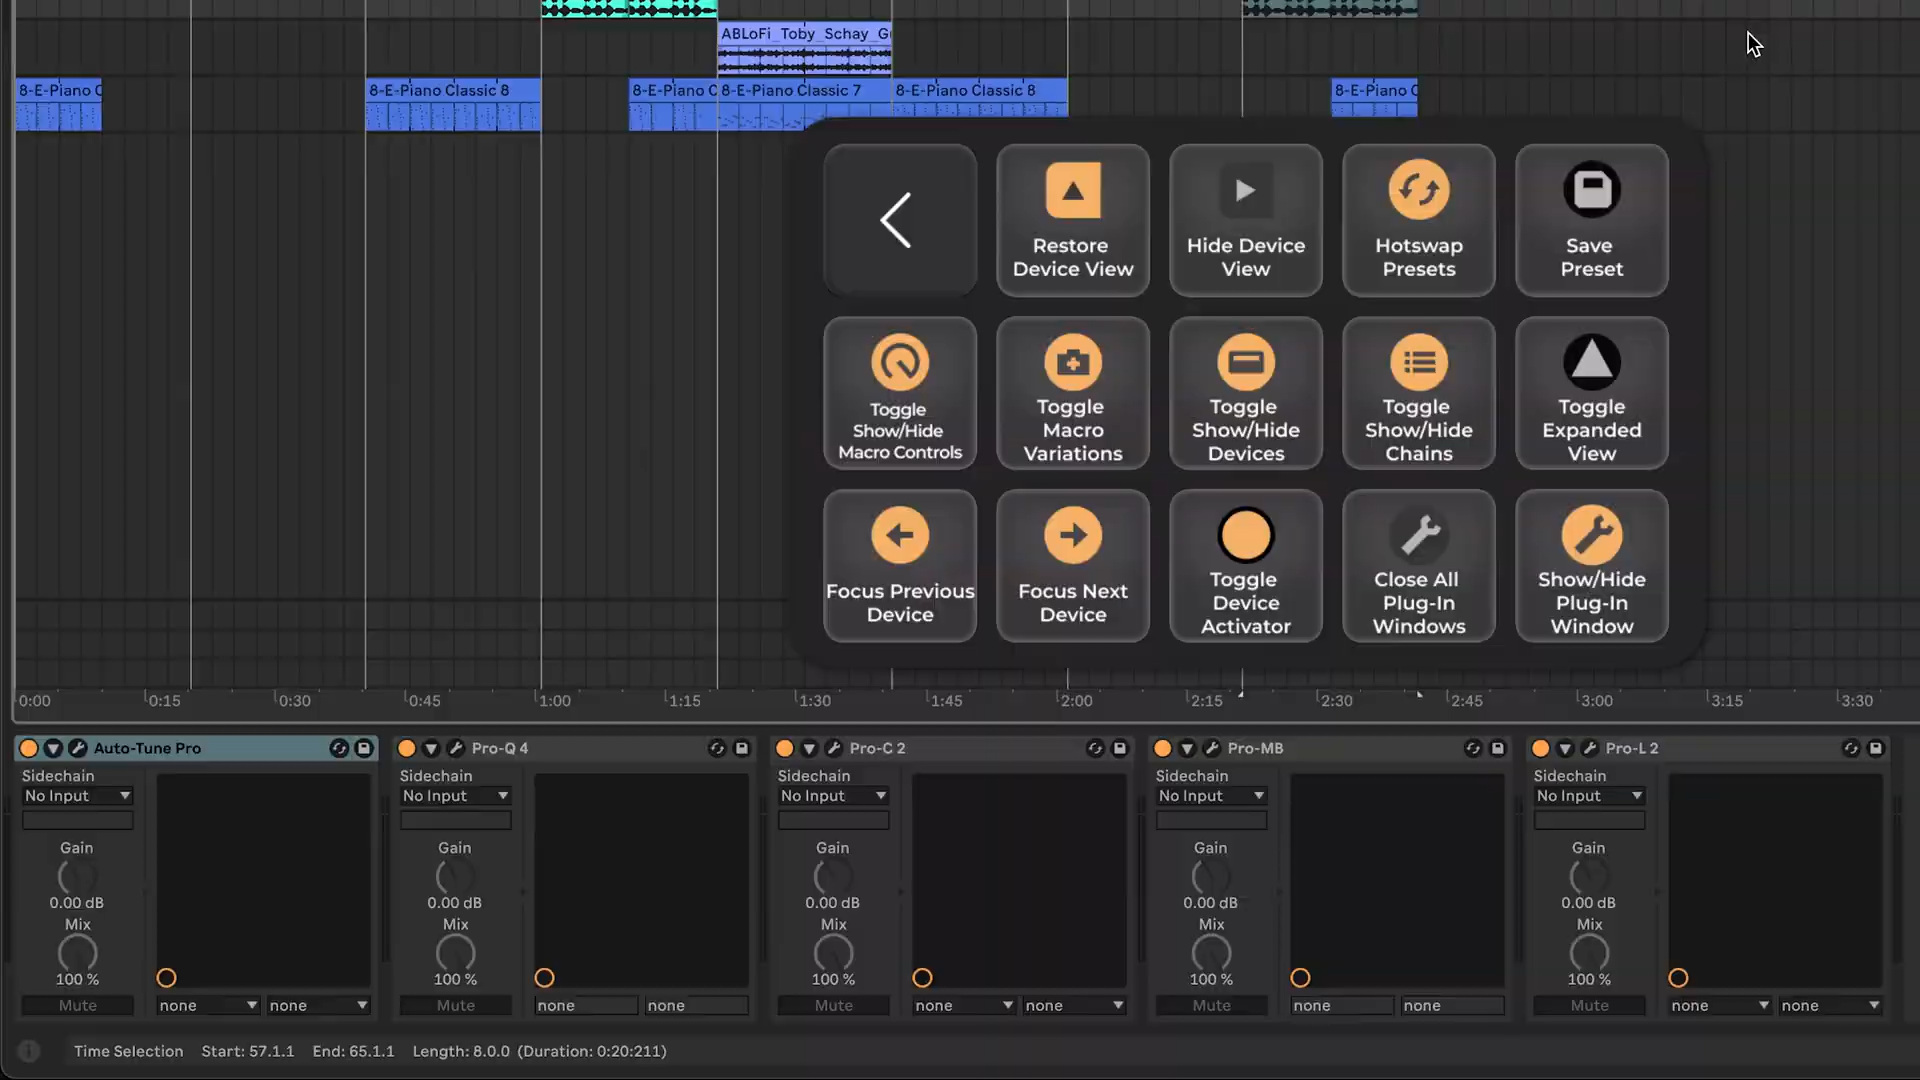 ABLoFi_Toby_Schay_G
8-E-Piano C
8-E-Piano Classic 8
8-E-Piano C
8-E-Piano Classic 7
8-E-Piano Classic 8
8-E-Piano C
Restore
Device View
Hide Device
View
Hotswap
Presets
Save
Preset
Toggle
Show/Hide
Macro Controls
Toggle
Macro
Variations
Toggle
Show/Hide
Devices
Toggle
Show/Hide
Chains
Toggle
Expanded
View
Focus Previous
Device
Focus Next
Device
Toggle
Device
Activator
Close All
Plug-In
Windows
Show/Hide
Plug-In
Window
0:00 0:15 0:30 0:45 1:00 1:15 1:30 1:45 2:00 2:15 2:30 2:45 3:00 3:15 3:30
Auto-Tune Pro
Sidechain
No Input
Gain
0.00 dB
Mix
100 %
Mute
none none
Pro-Q 4
Sidechain
No Input
Gain
0.00 dB
Mix
100 %
Mute
none none
Pro-C 2
Sidechain
No Input
Gain
0.00 dB
Mix
100 %
Mute
none none
Pro-MB
Sidechain
No Input
Gain
0.00 dB
Mix
100 %
Mute
none none
Pro-L 2
Sidechain
No Input
Gain
0.00 dB
Mix
100 %
Mute
none none
Time Selection Start: 57.1.1 End: 65.1.1 Length: 8.0.0 (Duration: 0:20:211)